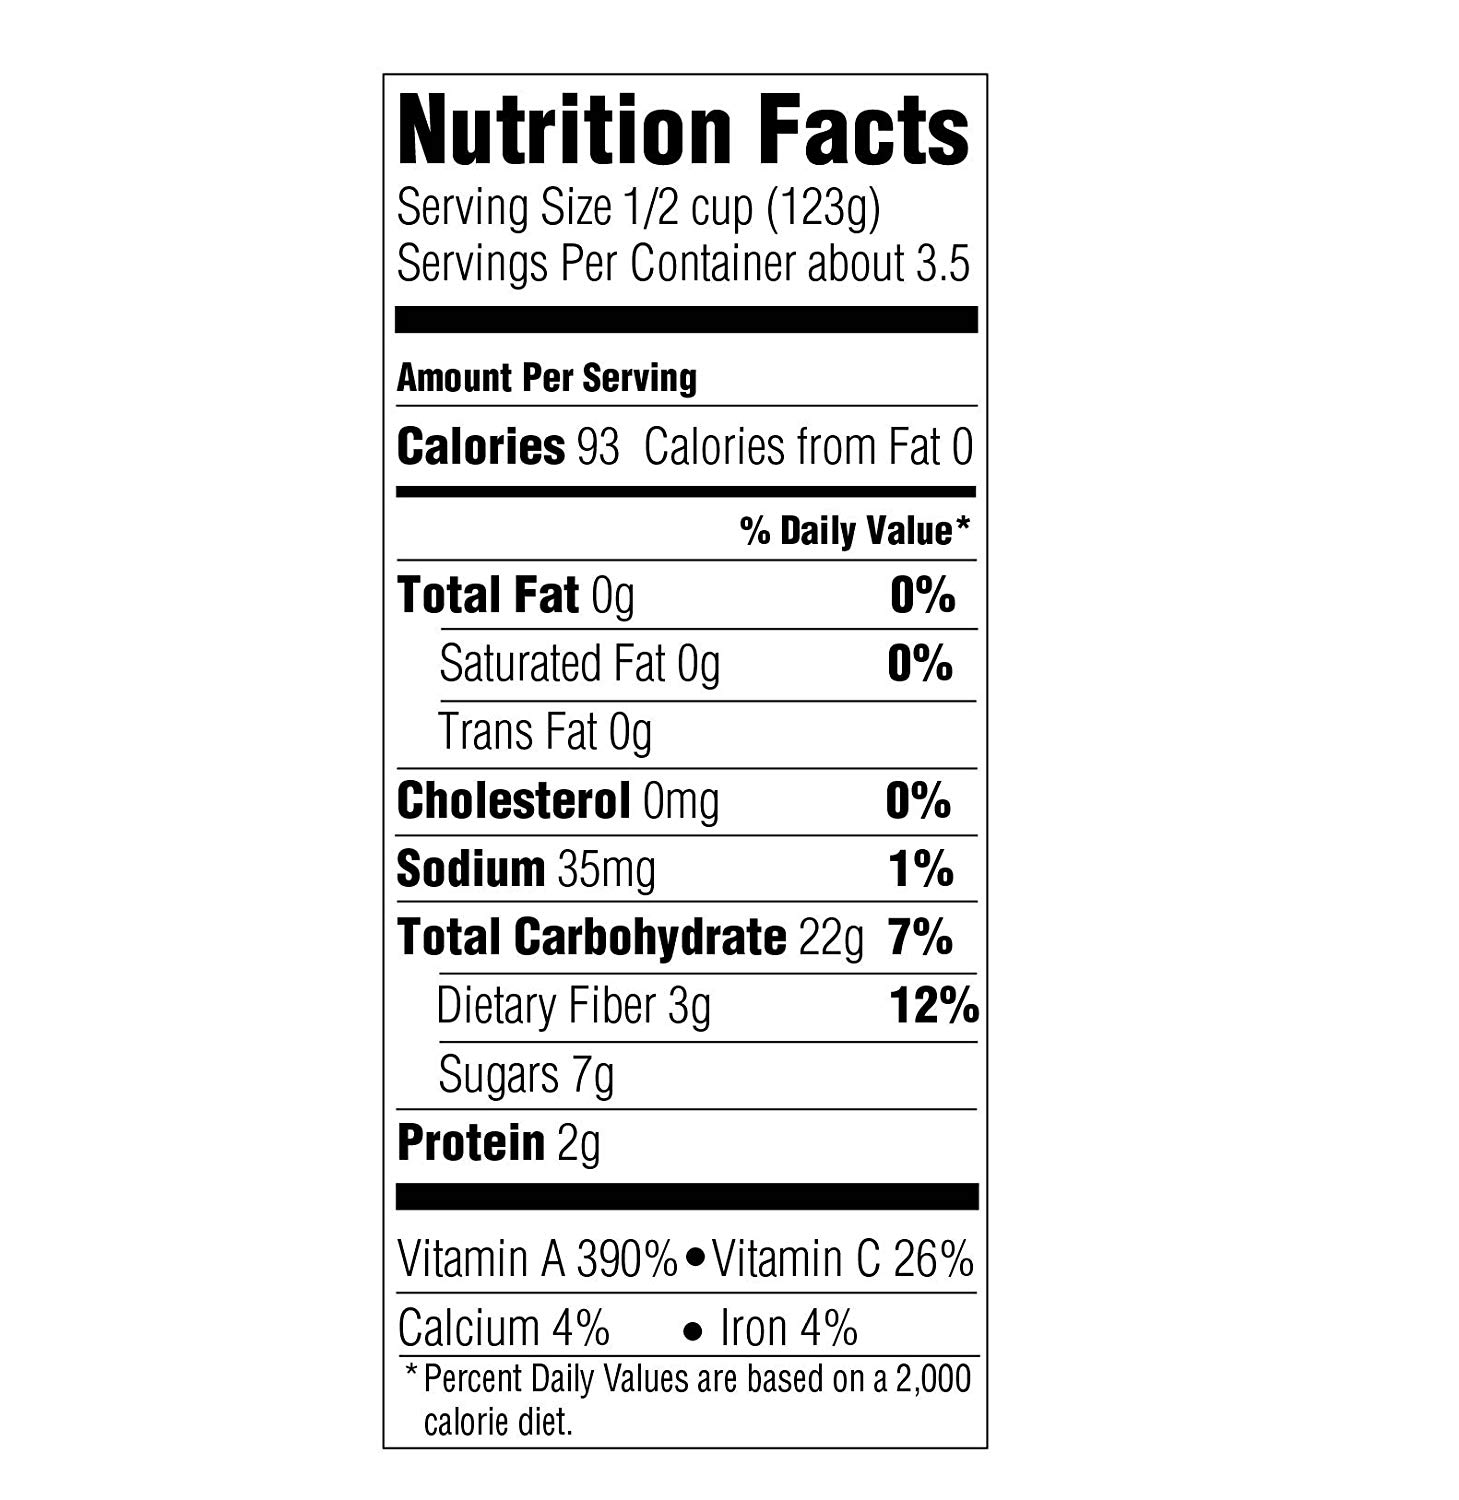 Nutrition Facts
Serving Size 1/2 cup (123g)
Servings Per Container about 3.5
Amount Per Serving
Calories 93 Calories from Fat 0
% Daily Value*
Total Fat 0g 0%
Saturated Fat 0g 0%
Trans Fat 0g
Cholesterol 0mg 0%
Sodium 35mg 1%
Total Carbohydrate 22g 7%
Dietary Fiber 3g 12%
Sugars 7g
Protein 2g
Vitamin A 390% • Vitamin C 26%
Calcium 4% • Iron 4%
* Percent Daily Values are based on a 2,000
calorie diet.